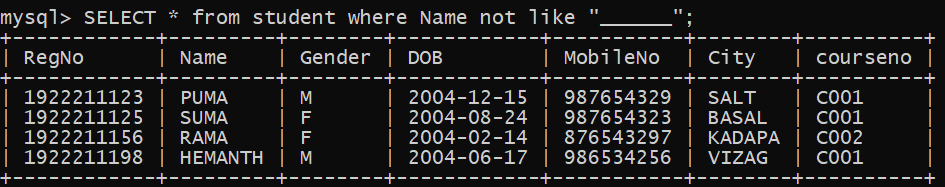 mysql> SELECT * from student where Name not like "______";
+------------+---------+--------+------------+-----------+--------+----------+
| RegNo      | Name    | Gender | DOB        | MobileNo  | City   | courseno |
+------------+---------+--------+------------+-----------+--------+----------+
| 1922211123 | PUMA    | M      | 2004-12-15 | 987654329 | SALT   | C001     |
| 1922211125 | SUMA    | F      | 2004-08-24 | 987654323 | BASAL  | C001     |
| 1922211156 | RAMA    | F      | 2004-02-14 | 876543297 | KADAPA | C002     |
| 1922211198 | HEMANTH | M      | 2004-06-17 | 986534256 | VIZAG  | C001     |
+------------+---------+--------+------------+-----------+--------+----------+